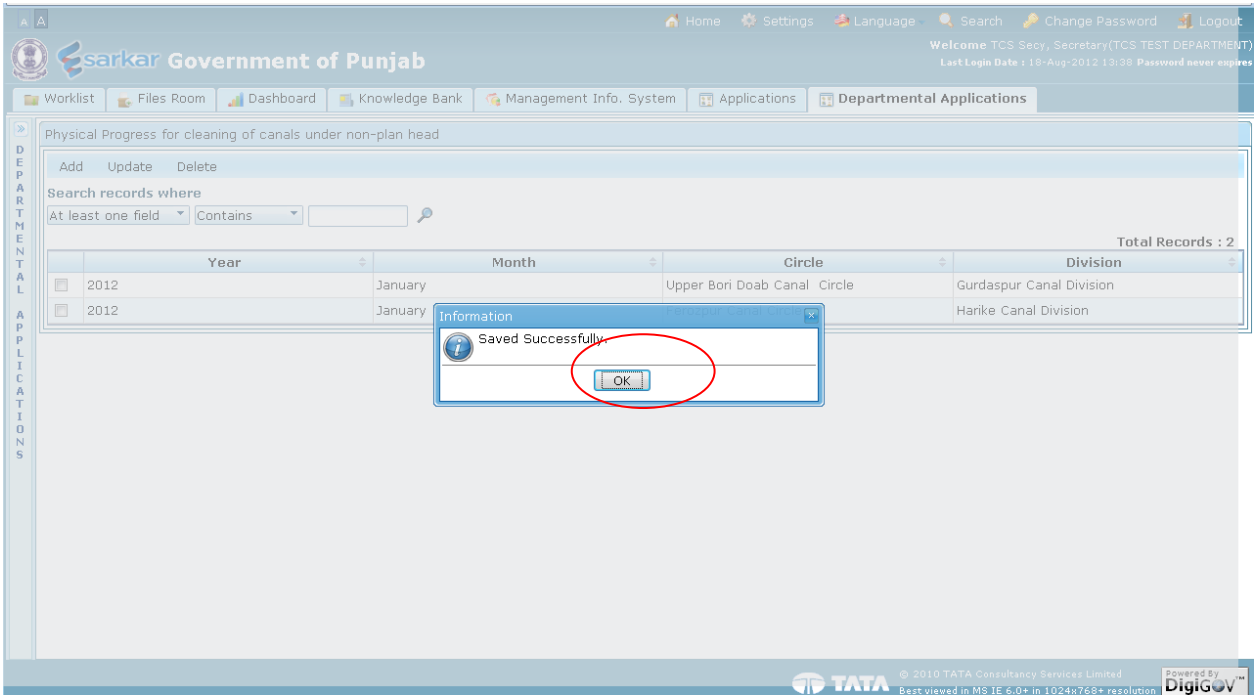 A A Home Settings Language Search Change Password Logout
Welcome TCS Secy, Secretary(TCS TEST DEPARTMENT)
esarkar Government of Punjab
Last Login Date : 18-Aug-2012 13:38 Password never expires
Worklist Files Room Dashboard Knowledge Bank Management Info. System Applications Departmental Applications
DEPARTMENTAL APPLICATIONS
Physical Progress for cleaning of canals under non-plan head
Add Update Delete
Search records where
At least one field Contains
Total Records : 2
Year Month Circle Division
2012 January Upper Bori Doab Canal Circle Gurdaspur Canal Division
2012 January Ferozpur Canal Circle Harike Canal Division
Information
Saved Successfully.
OK
TATA
© 2010 TATA Consultancy Services Limited
Best viewed in MS IE 6.0+ in 1024x768+ resolution
Powered By
DigiGOV™